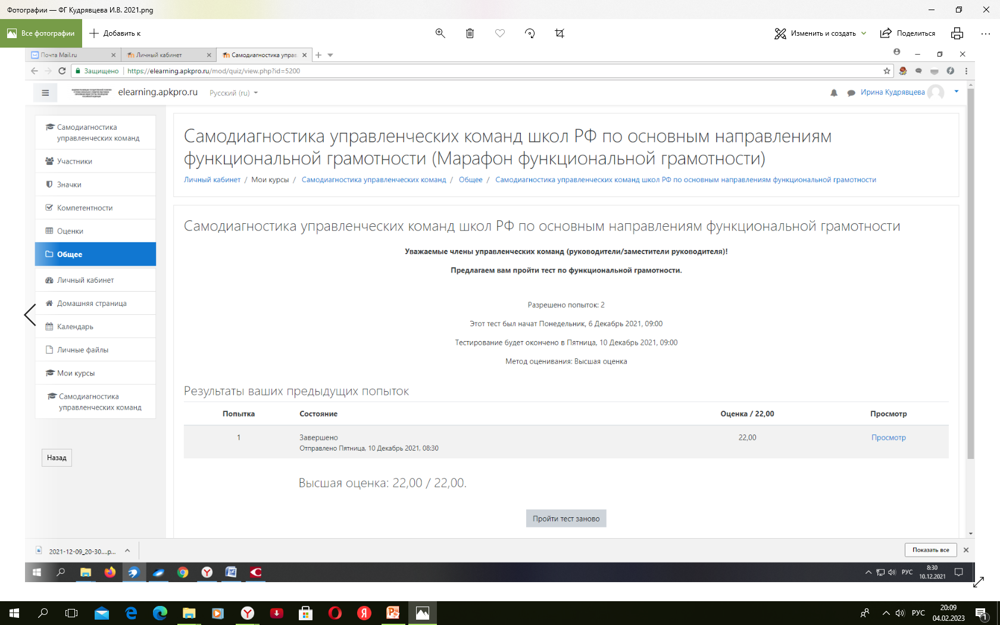 Фотографии — ФГ Кудрявцева И.В. 2021.png
Все фотографии
Добавить к
Изменить и создать
Поделиться
Почта Mail.ru
Личный кабинет
Самодиагностика управ
Защищено
https://elearning.apkpro.ru/mod/quiz/view.php?id=5200
elearning.apkpro.ru
Русский (ru)
Ирина Кудрявцева
Самодиагностика
управленческих команд
Участники
Значки
Компетентности
Оценки
Общее
Личный кабинет
Домашняя страница
Календарь
Личные файлы
Мои курсы
Самодиагностика
управленческих команд
Назад
Самодиагностика управленческих команд школ РФ по основным направлениям
функциональной грамотности (Марафон функциональной грамотности)
Личный кабинет / Мои курсы / Самодиагностика управленческих команд / Общее / Самодиагностика управленческих команд школ РФ по основным направлениям функциональной грамотности
Самодиагностика управленческих команд школ РФ по основным направлениям функциональной грамотности
Уважаемые члены управленческих команд (руководители/заместители руководителя)!
Предлагаем вам пройти тест по функциональной грамотности.
Разрешено попыток: 2
Этот тест был начат Понедельник, 6 Декабрь 2021, 09:00
Тестирование будет окончено в Пятница, 10 Декабрь 2021, 09:00
Метод оценивания: Высшая оценка
Результаты ваших предыдущих попыток
Попытка Состояние Оценка / 22,00 Просмотр
1 Завершено 22,00 Просмотр
Отправлено Пятница, 10 Декабрь 2021, 08:30
Высшая оценка: 22,00 / 22,00.
Пройти тест заново
2021-12-09_20-30....p...
Показать все
РУС
8:30
10.12.2021
РУС
20:09
04.02.2023
1